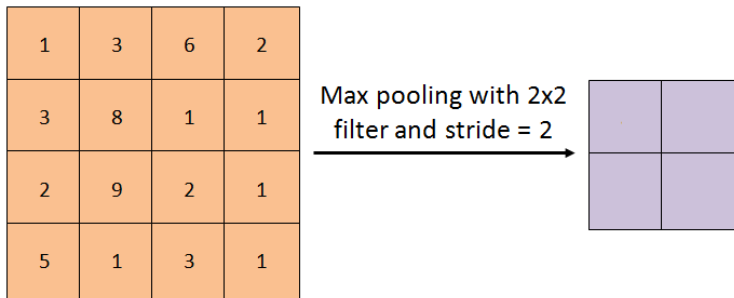 1 3 6 2
3 8 1 1
2 9 2 1
5 1 3 1
Max pooling with 2x2
filter and stride = 2